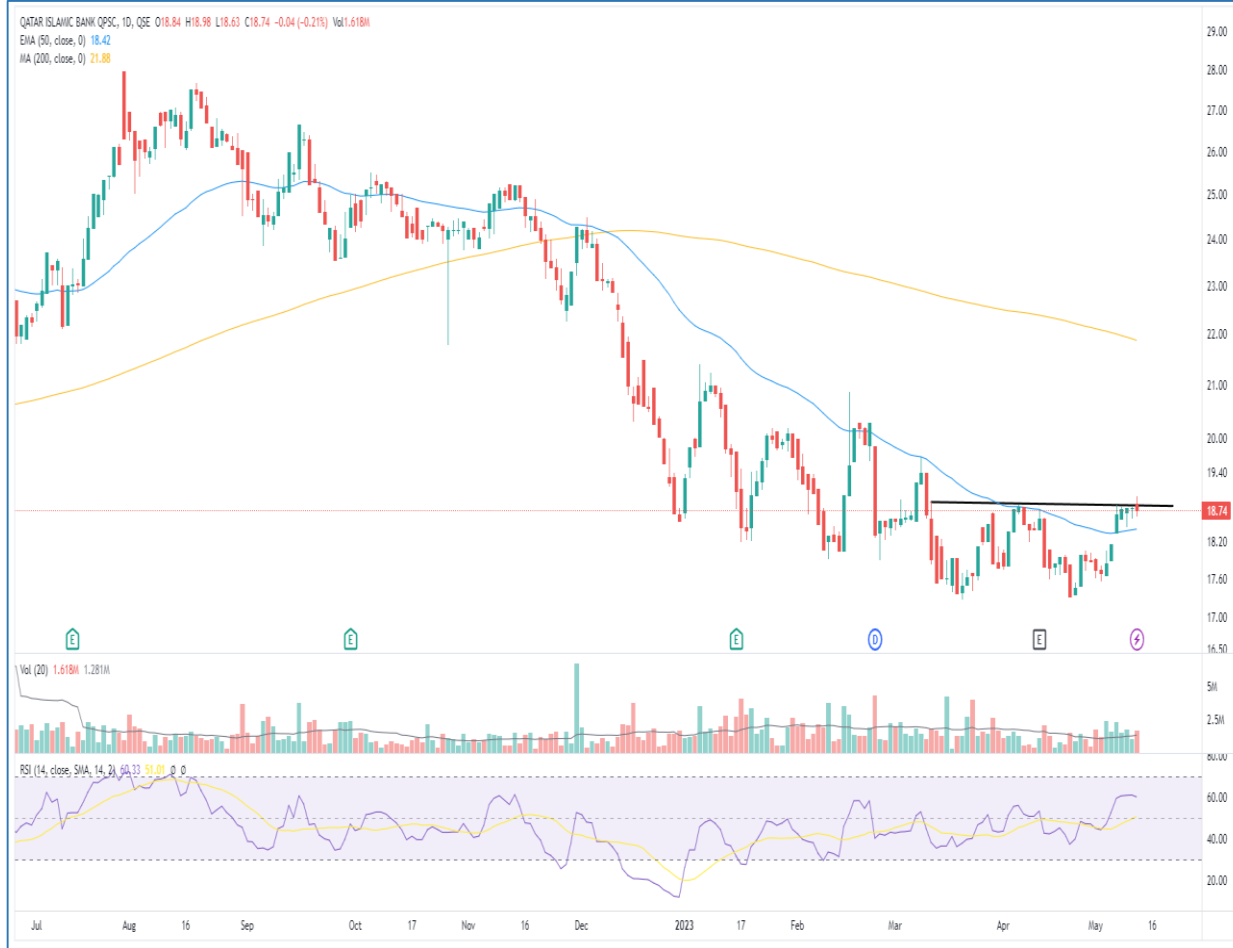 QATAR ISLAMIC BANK QPSC, 1D, QSE O18.84 H18.98 L18.63 C18.74 −0.04 (−0.21%) Vol1.618M
EMA (50, close, 0) 18.42
MA (200, close, 0) 21.88
29.00
28.00
27.00
26.00
25.00
24.00
23.00
22.00
21.00
20.00
19.40
18.74
18.20
17.60
17.00
16.50
E E E D E
Vol (20) 1.618M 1.281M
5M
2.5M
80.00
RSI (14, close, SMA, 14, 2) 60.33 51.01 Ø Ø
60.00
40.00
20.00
Jul Aug 16 Sep Oct 17 Nov 16 Dec 2023 17 Feb Mar Apr May 16